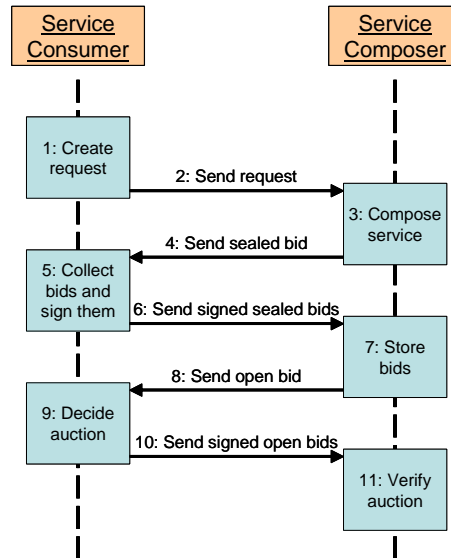 Service
Consumer
Service
Composer
1: Create
request
2: Send request
3: Compose
service
4: Send sealed bid
5: Collect
bids and
sign them
6: Send signed sealed bids
7: Store
bids
8: Send open bid
9: Decide
auction
10: Send signed open bids
11: Verify
auction